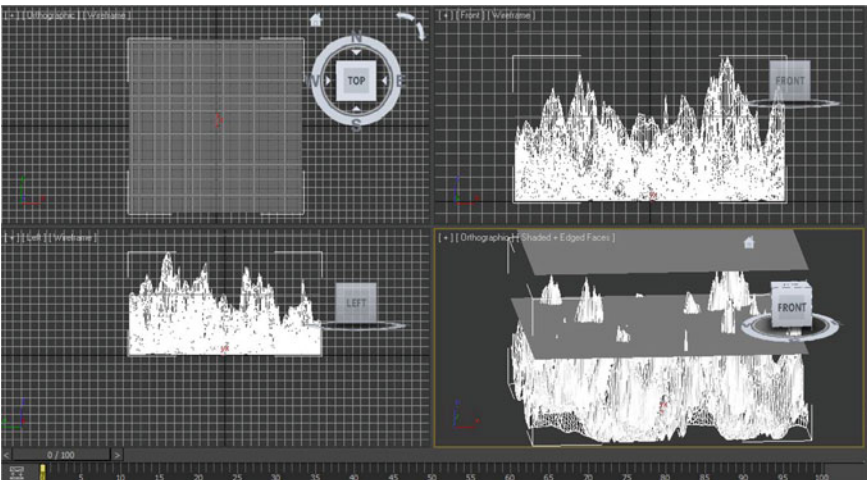 [ + ] [ Orthographic ] [ Wireframe ]
N
W
TOP
E
S
[ + ] [ Front ] [ Wireframe ]
FRONT
[ + ] [ Left ] [ Wireframe ]
LEFT
[ + ] [ Orthographic ] [ Shaded + Edged Faces ]
FRONT
< 0 / 100 >
0 5 10 15 20 25 30 35 40 45 50 55 60 65 70 75 80 85 90 95 100